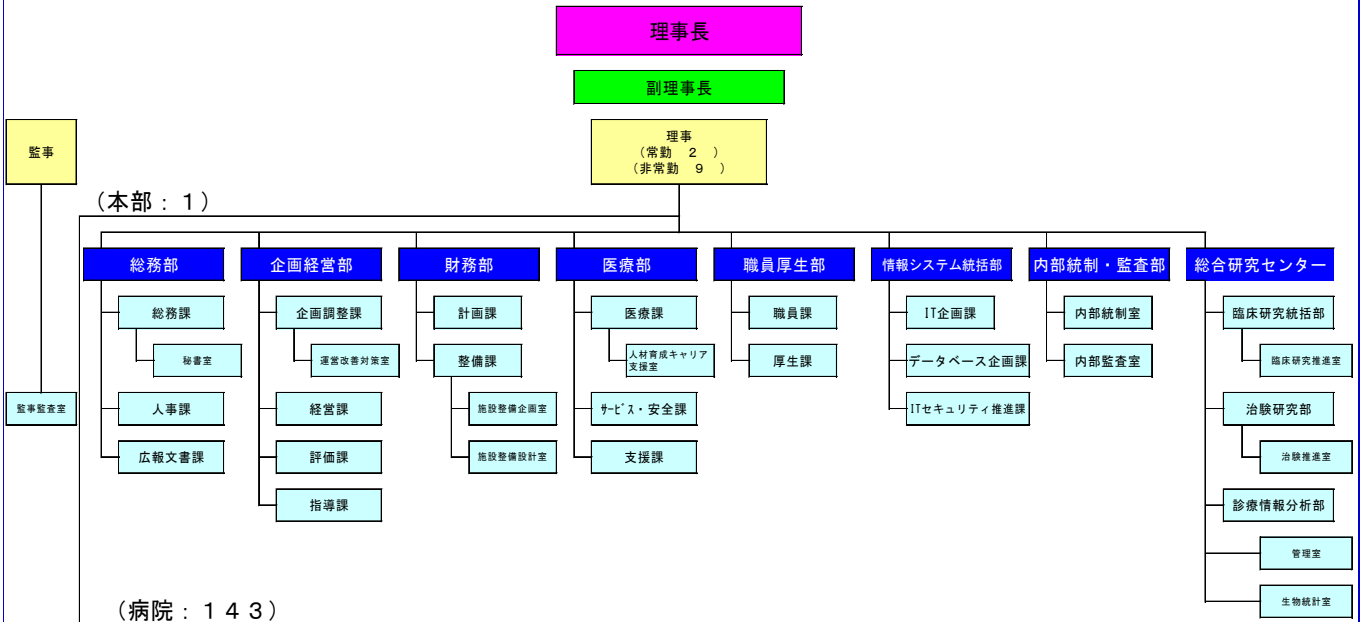 理事長
副理事長
監事
理事
（常勤　２　）
（非常勤　９　）
（本部：１）
総務部
企画経営部
財務部
医療部
職員厚生部
情報システム統括部
内部統制・監査部
総合研究センター
総務課
企画調整課
計画課
医療課
職員課
IT企画課
内部統制室
臨床研究統括部
秘書室
運営改善対策室
整備課
人材育成キャリア
支援室
厚生課
データベース企画課
内部監査室
臨床研究推進室
監事監査室
人事課
経営課
施設整備企画室
ｻｰﾋﾞｽ・安全課
ITセキュリティ推進課
治験研究部
広報文書課
評価課
施設整備設計室
支援課
治験推進室
指導課
診療情報分析部
管理室
生物統計室
（病院：１４３）